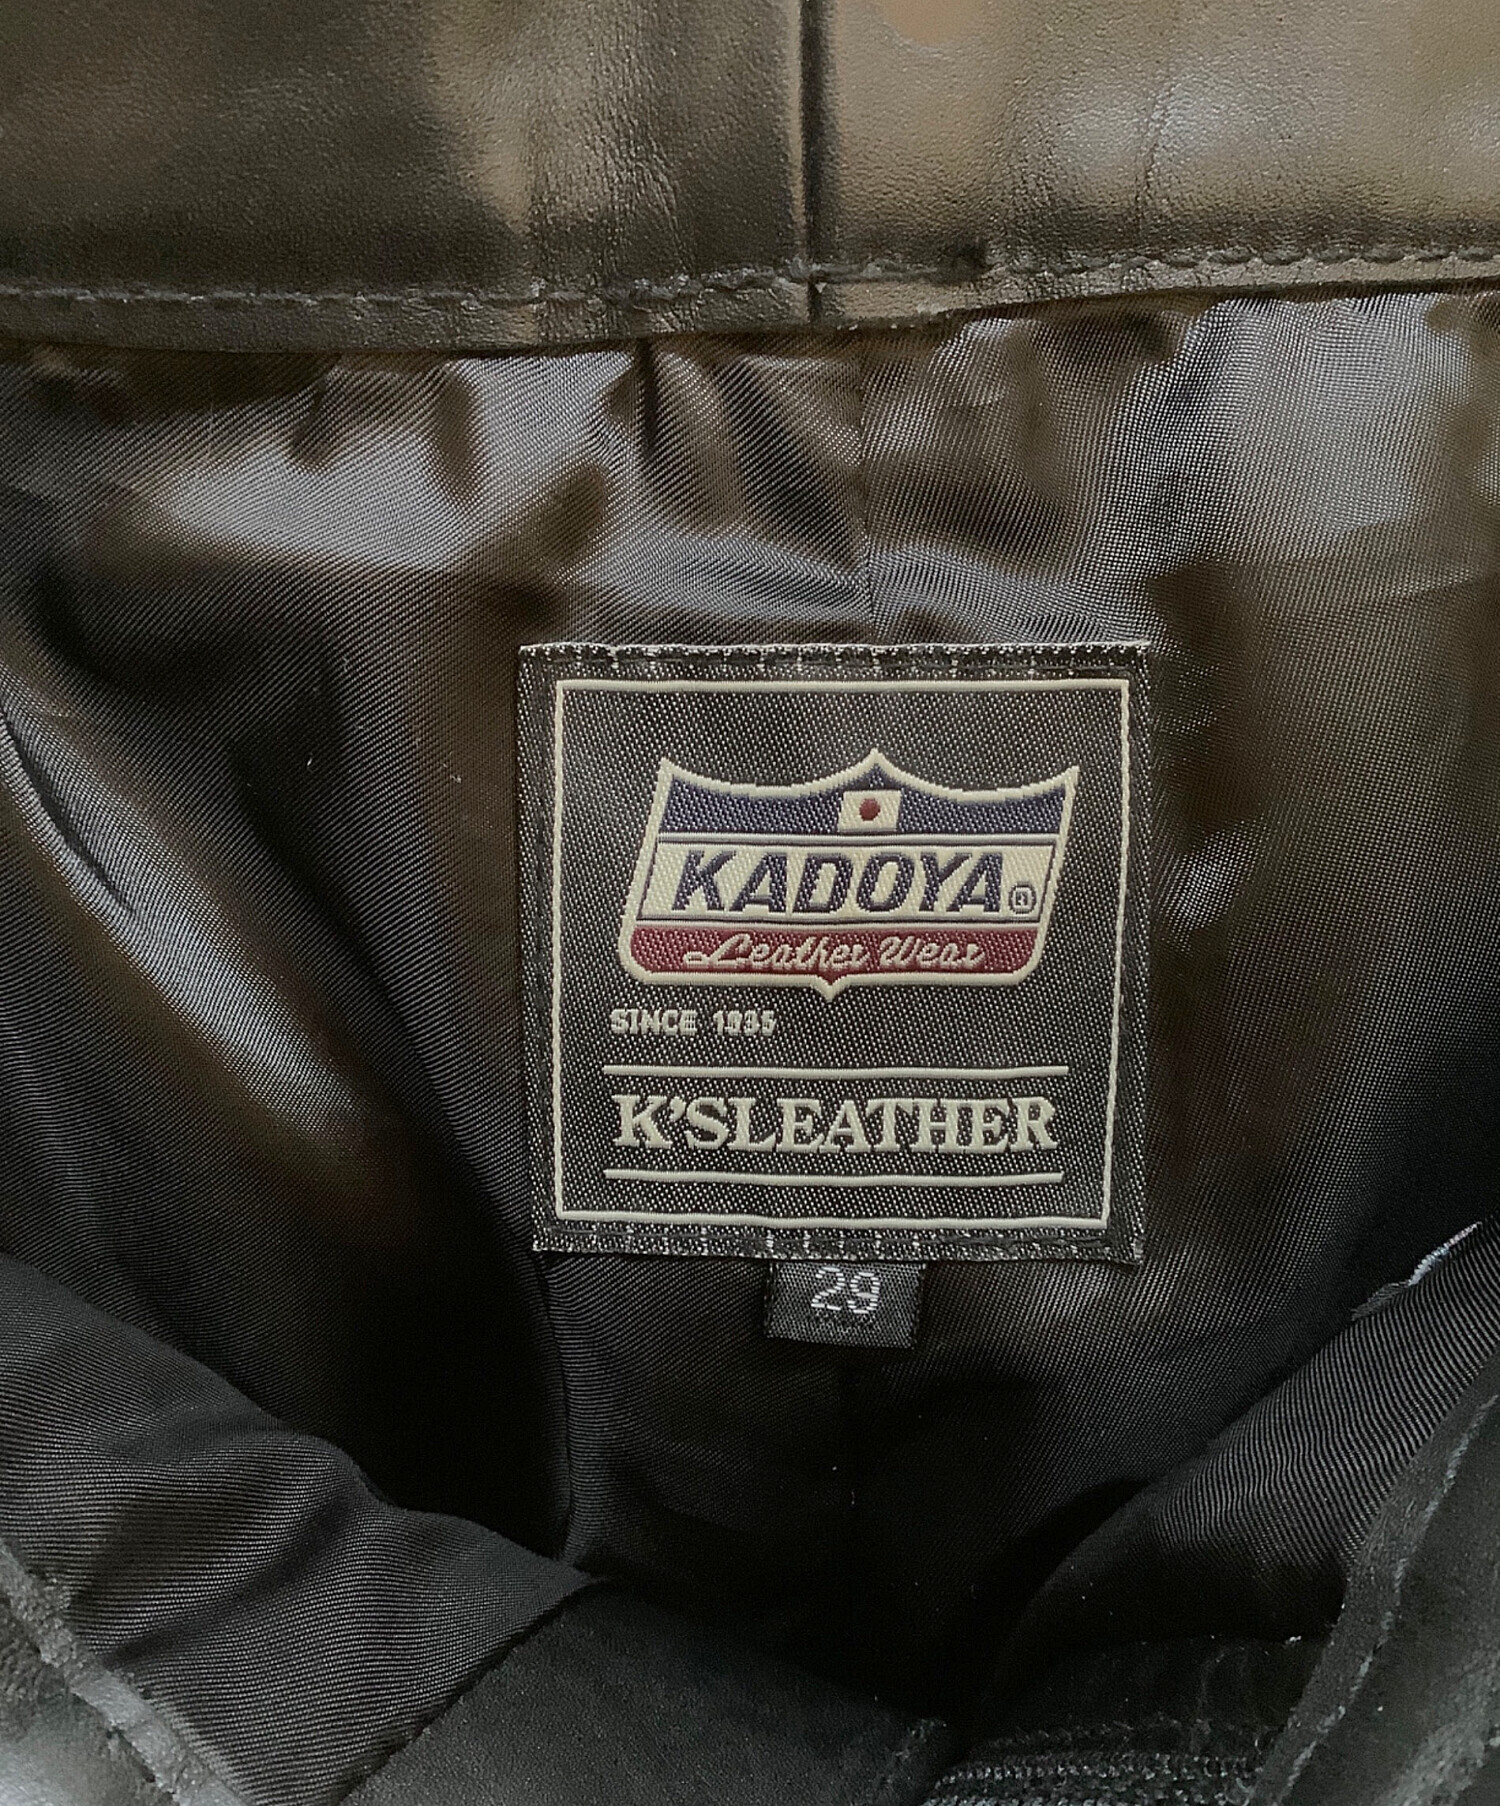 KADOYA®
Leather Wear
SINCE 1935
K'SLEATHER
29